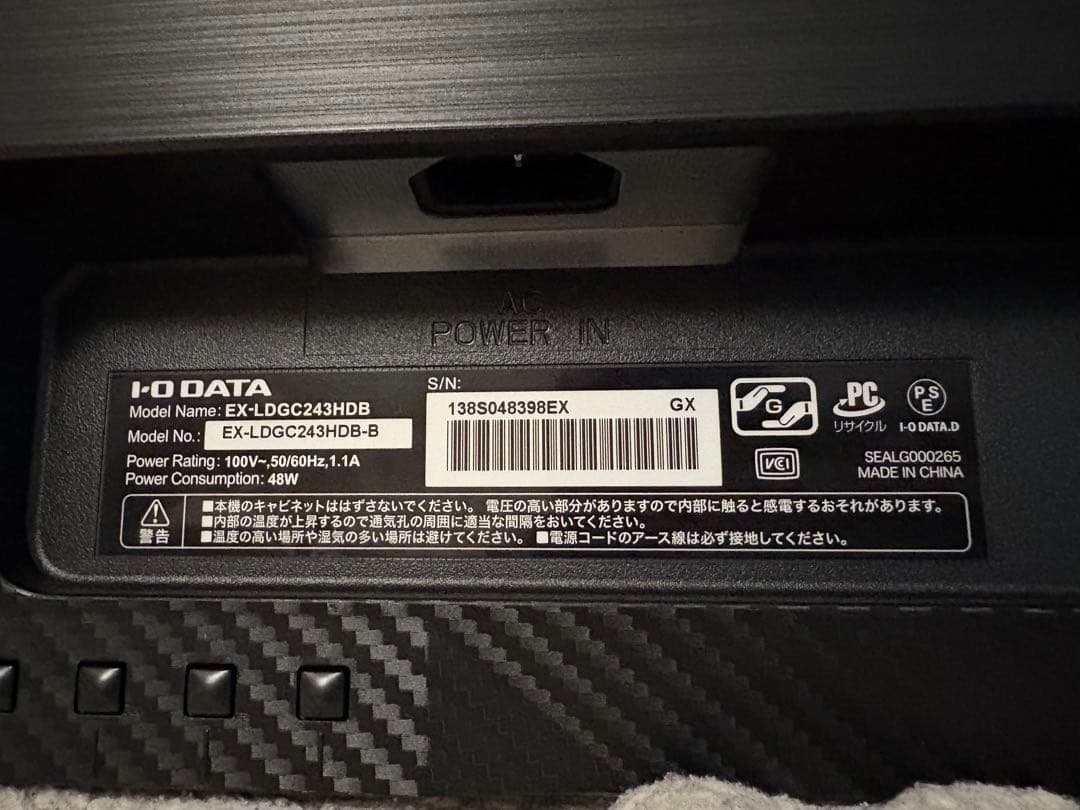 AC
POWER IN
I-O DATA
Model Name: EX-LDGC243HDB
Model No.: EX-LDGC243HDB-B
Power Rating: 100V~,50/60Hz,1.1A
Power Consumption: 48W
S/N:
138S048398EX GX
G
PC
リサイクル
PS
E
I-O DATA.D
VCI
SEALG000265
MADE IN CHINA
警告
■本機のキャビネットははずさないでください。 電圧の高い部分がありますので内部に触ると感電するおそれがあります。
■内部の温度が上昇するので通気孔の周囲に適当な間隔をおいてください。
■温度の高い場所や湿気の多い場所は避けてください。 ■電源コードのアース線は必ず接地してください。